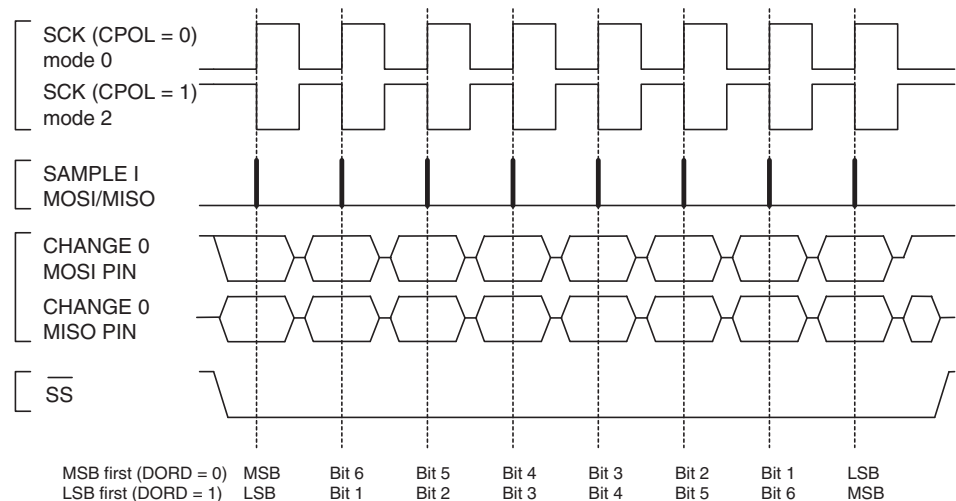 SCK (CPOL = 0)
mode 0
SCK (CPOL = 1)
mode 2
SAMPLE I
MOSI/MISO
CHANGE 0
MOSI PIN
CHANGE 0
MISO PIN
SS
MSB first (DORD = 0) MSB Bit 6 Bit 5 Bit 4 Bit 3 Bit 2 Bit 1 LSB
LSB first (DORD = 1) LSB Bit 1 Bit 2 Bit 3 Bit 4 Bit 5 Bit 6 MSB